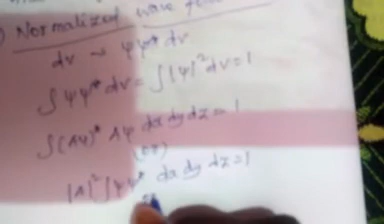 ) Normalized wave
dv → ψψ* dv
∫ψψ* dv = ∫|ψ|² dv = 1
∫(Aψ)* Aψ dx dy dz = 1
(or)
|A|² ∫ψψ* dx dy dz = 1